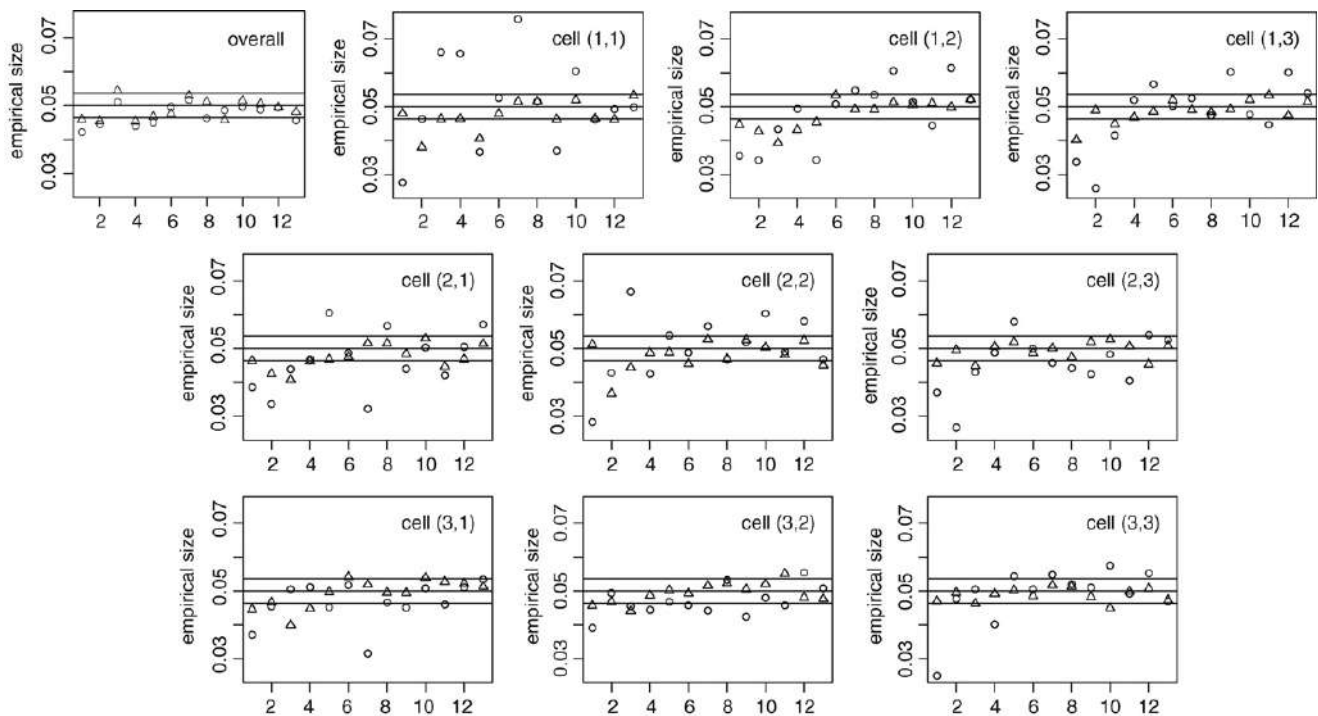 overall
empirical size
0.03 0.05 0.07
2 4 6 8 10 12
cell (1,1)
empirical size
0.03 0.05 0.07
2 4 6 8 10 12
cell (1,2)
empirical size
0.03 0.05 0.07
2 4 6 8 10 12
cell (1,3)
empirical size
0.03 0.05 0.07
2 4 6 8 10 12
cell (2,1)
empirical size
0.03 0.05 0.07
2 4 6 8 10 12
cell (2,2)
empirical size
0.03 0.05 0.07
2 4 6 8 10 12
cell (2,3)
empirical size
0.03 0.05 0.07
2 4 6 8 10 12
cell (3,1)
empirical size
0.03 0.05 0.07
2 4 6 8 10 12
cell (3,2)
empirical size
0.03 0.05 0.07
2 4 6 8 10 12
cell (3,3)
empirical size
0.03 0.05 0.07
2 4 6 8 10 12